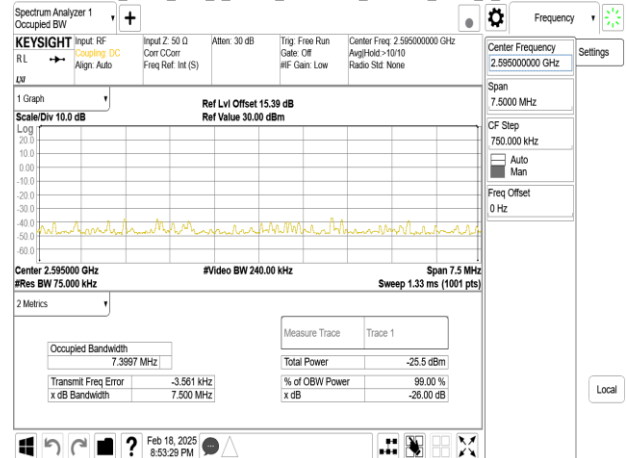 Spectrum Analyzer 1
Occupied BW
Frequency
KEYSIGHT
RL
LXI
Input: RF
Coupling: DC
Align: Auto
Input Z: 50 Ω
Corr CCorr
Freq Ref: Int (S)
Atten: 30 dB
Trig: Free Run
Gate: Off
#IF Gain: Low
Center Freq: 2.595000000 GHz
Avg|Hold:>10/10
Radio Std: None
Center Frequency
2.595000000 GHz
Settings
Span
7.5000 MHz
CF Step
750.000 kHz
Auto
Man
Freq Offset
0 Hz
Local
1 Graph
Scale/Div 10.0 dB
Ref Lvl Offset 15.39 dB
Ref Value 30.00 dBm
Log
20.0
10.0
0.00
-10.0
-20.0
-30.0
-40.0
-50.0
-60.0
Center 2.595000 GHz
#Video BW 240.00 kHz
Span 7.5 MHz
#Res BW 75.000 kHz
Sweep 1.33 ms (1001 pts)
2 Metrics
Measure Trace Trace 1
Occupied Bandwidth
7.3997 MHz
Total Power -25.5 dBm
Transmit Freq Error -3.561 kHz
% of OBW Power 99.00 %
x dB Bandwidth 7.500 MHz
x dB -26.00 dB
Feb 18, 2025
8:53:29 PM